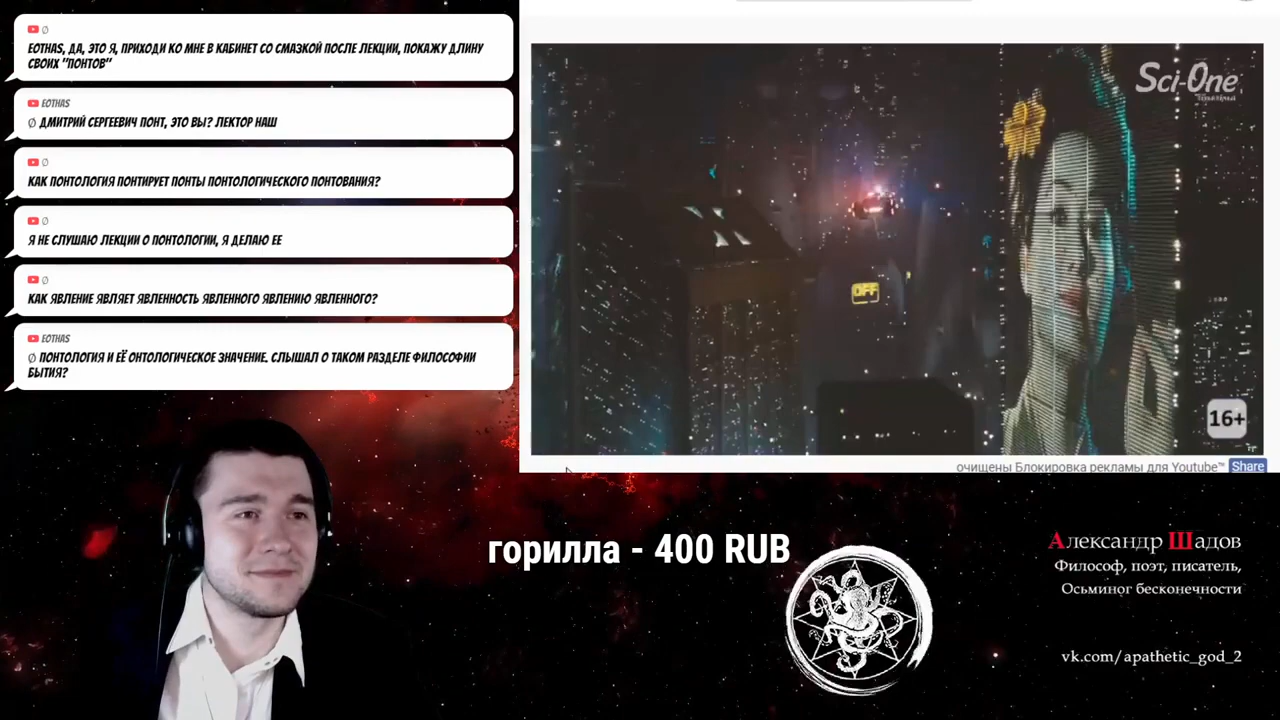 Ø
EOTHAS, ДА, ЭТО Я, ПРИХОДИ КО МНЕ В КАБИНЕТ СО СМАЗКОЙ ПОСЛЕ ЛЕКЦИИ, ПОКАЖУ ДЛИНУ
СВОИХ "ПОНТОВ"
EOTHAS
Ø ДМИТРИЙ СЕРГЕЕВИЧ ПОНТ, ЭТО ВЫ? ЛЕКТОР НАШ
Ø
КАК ПОНТОЛОГИЯ ПОНТИРУЕТ ПОНТЫ ПОНТОЛОГИЧЕСКОГО ПОНТОВАНИЯ?
Ø
Я НЕ СЛУШАЮ ЛЕКЦИИ О ПОНТОЛОГИИ, Я ДЕЛАЮ ЕЕ
Ø
КАК ЯВЛЕНИЕ ЯВЛЯЕТ ЯВЛЕННОСТЬ ЯВЛЕННОГО ЯВЛЕНИЮ ЯВЛЕННОГО?
EOTHAS
Ø ПОНТОЛОГИЯ И ЕЁ ОНТОЛОГИЧЕСКОЕ ЗНАЧЕНИЕ. СЛЫШАЛ О ТАКОМ РАЗДЕЛЕ ФИЛОСОФИИ
БЫТИЯ?
Sci-One
OFF
16+
очищены Блокировка рекламы для Youtube™ Share
горилла - 400 RUB
Александр Шадов
Философ, поэт, писатель,
Осьминог бесконечности
vk.com/apathetic_god_2